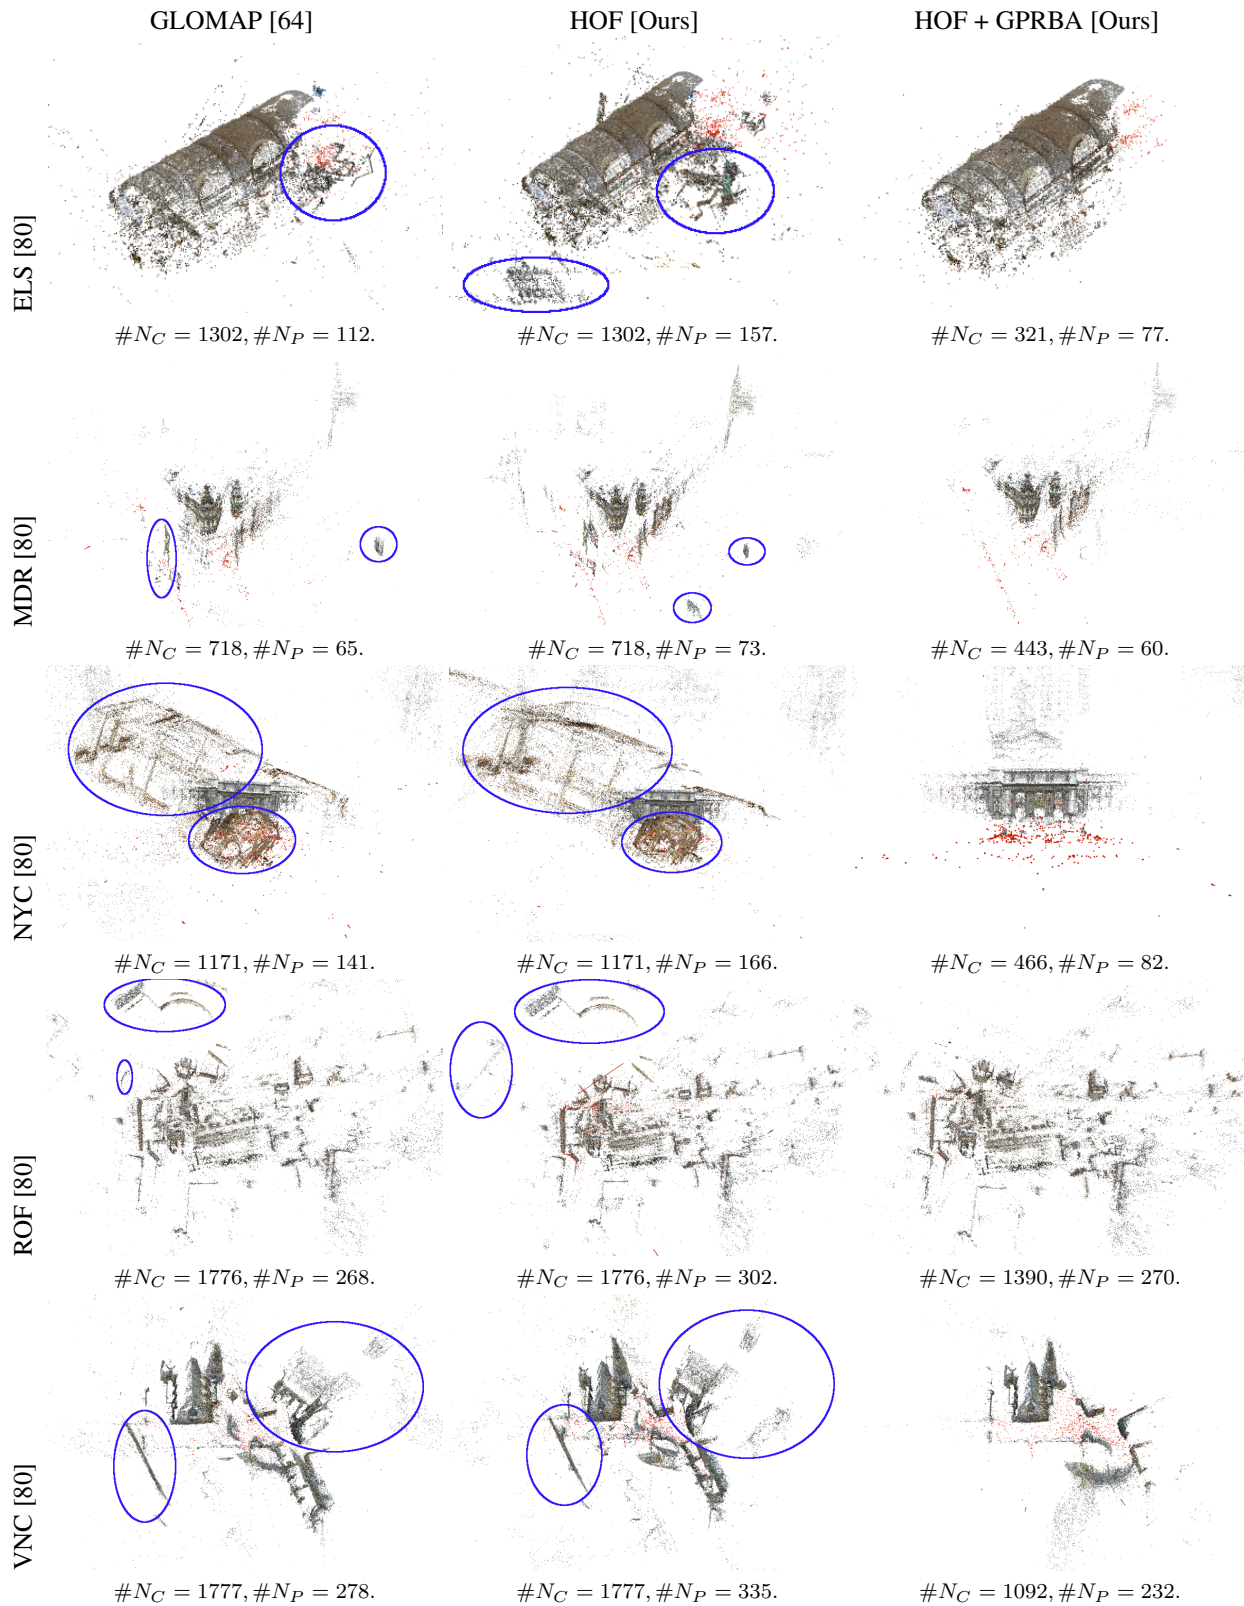 GLOMAP [64] HOF [Ours] HOF + GPRBA [Ours]
ELS [80]
#N_C = 1302, #N_P = 112. #N_C = 1302, #N_P = 157. #N_C = 321, #N_P = 77.
MDR [80]
#N_C = 718, #N_P = 65. #N_C = 718, #N_P = 73. #N_C = 443, #N_P = 60.
NYC [80]
#N_C = 1171, #N_P = 141. #N_C = 1171, #N_P = 166. #N_C = 466, #N_P = 82.
ROF [80]
#N_C = 1776, #N_P = 268. #N_C = 1776, #N_P = 302. #N_C = 1390, #N_P = 270.
VNC [80]
#N_C = 1777, #N_P = 278. #N_C = 1777, #N_P = 335. #N_C = 1092, #N_P = 232.